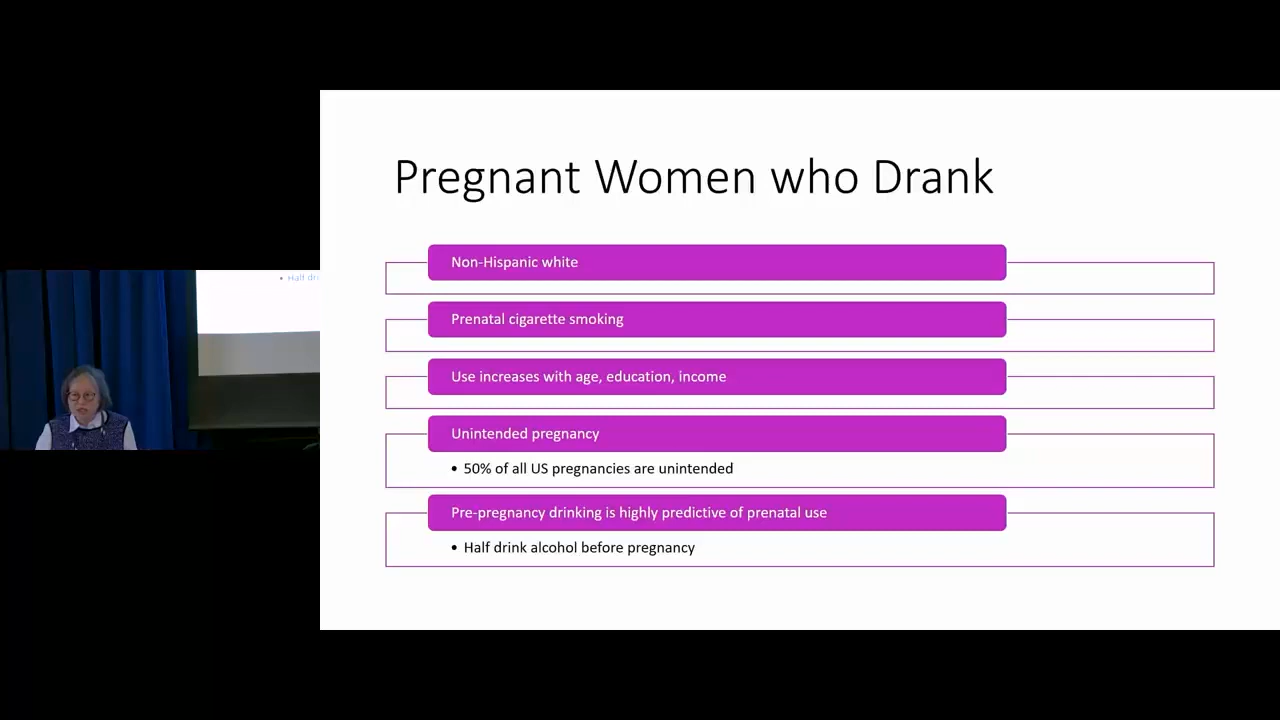 Pregnant Women who Drank
Non-Hispanic white
Prenatal cigarette smoking
Use increases with age, education, income
Unintended pregnancy
• 50% of all US pregnancies are unintended
Pre-pregnancy drinking is highly predictive of prenatal use
• Half drink alcohol before pregnancy
• Half dri